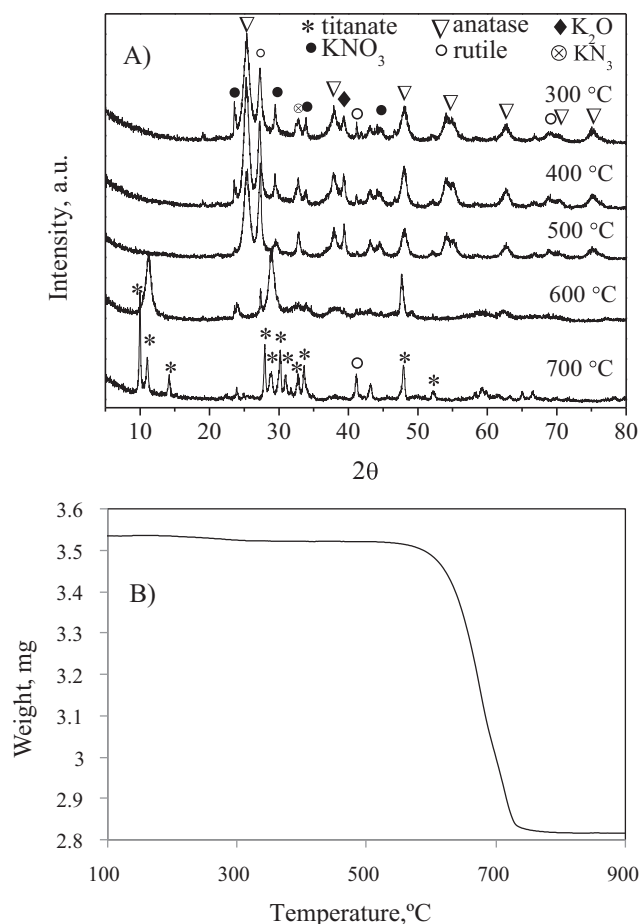 A)
* titanate ▽ anatase ◆ K₂O
● KNO₃ ○ rutile ⊗ KN₃
300 °C
400 °C
500 °C
600 °C
700 °C
Intensity, a.u.
10 20 30 40 50 60 70 80
2θ
B)
3.6
3.5
3.4
3.3
3.2
3.1
3
2.9
2.8
Weight, mg
100 300 500 700 900
Temperature,ºC